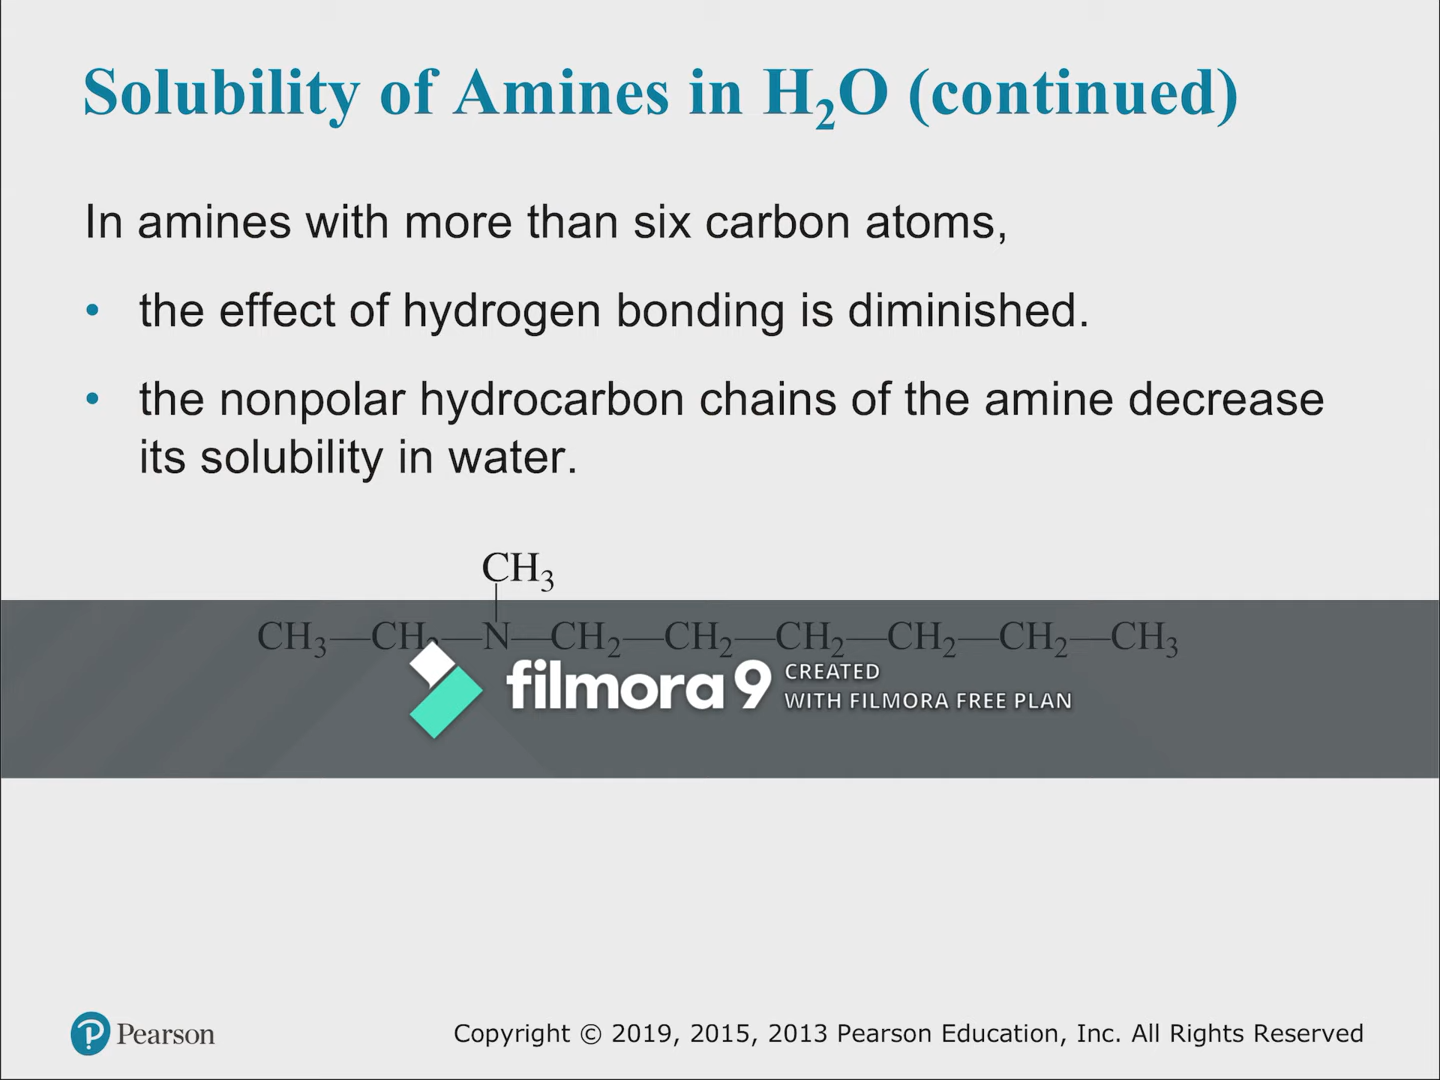 Solubility of Amines in H₂O (continued)
In amines with more than six carbon atoms,
• the effect of hydrogen bonding is diminished.
• the nonpolar hydrocarbon chains of the amine decrease
its solubility in water.
CH₃
CH₃—CH₂—N—CH₂—CH₂—CH₂—CH₂—CH₂—CH₃
filmora9 CREATED
WITH FILMORA FREE PLAN
Pearson Copyright © 2019, 2015, 2013 Pearson Education, Inc. All Rights Reserved